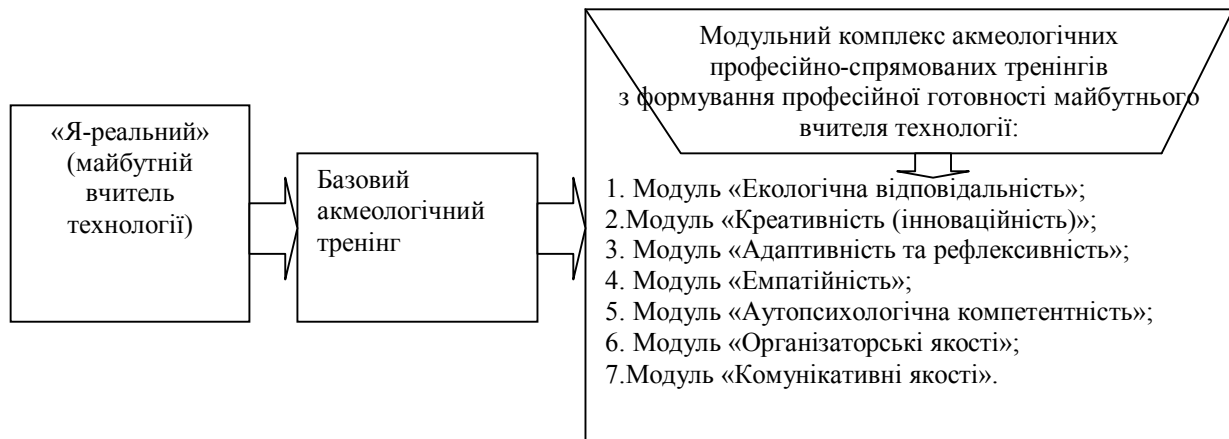 «Я-реальний»
(майбутній
вчитель
технології)
Базовий
акмеологічний
тренінг
Модульний комплекс акмеологічних
професійно-спрямованих тренінгів
з формування професійної готовності майбутнього
вчителя технології:
1. Модуль «Екологічна відповідальність»;
2.Модуль «Креативність (інноваційність)»;
3. Модуль «Адаптивність та рефлексивність»;
4. Модуль «Емпатійність»;
5. Модуль «Аутопсихологічна компетентність»;
6. Модуль «Організаторські якості»;
7.Модуль «Комунікативні якості».